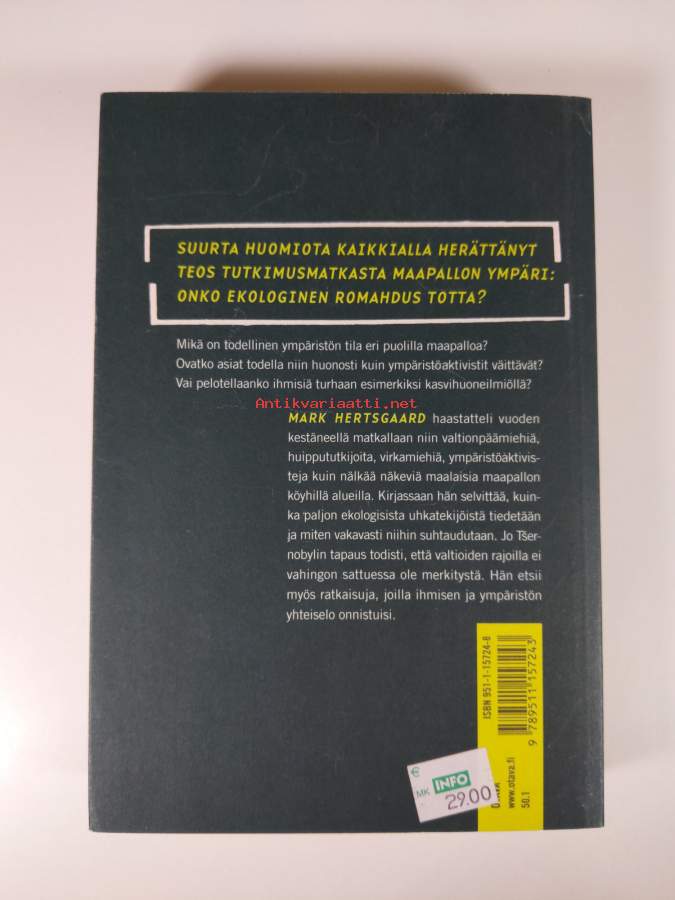 SUURTA HUOMIOTA KAIKKIALLA HERÄTTÄNYT
TEOS TUTKIMUSMATKASTA MAAPALLON YMPÄRI:
ONKO EKOLOGINEN ROMAHDUS TOTTA?
Mikä on todellinen ympäristön tila eri puolilla maapalloa?
Ovatko asiat todella niin huonosti kuin ympäristöaktivistit väittävät?
Vai pelotellaanko ihmisiä turhaan esimerkiksi kasvihuoneilmiöllä?
Antikvariaatti.net
MARK HERTSGAARD haastatteli vuoden
kestäneellä matkallaan niin valtionpäämiehiä,
huippututkijoita, virkamiehiä, ympäristöaktivis-
teja kuin nälkää näkeviä maalaisia maapallon
köyhillä alueilla. Kirjassaan hän selvittää, kuin-
ka paljon ekologisista uhkatekijöistä tiedetään
ja miten vakavasti niihin suhtaudutaan. Jo Tšer-
nobylin tapaus todisti, että valtioiden rajoilla ei
vahingon sattuessa ole merkitystä. Hän etsii
myös ratkaisuja, joilla ihmisen ja ympäristön
yhteiselo onnistuisi.
ISBN 951-1-15724-8
9 789511 157243
www.otava.fi
50.1
€
MK INFO
29.00